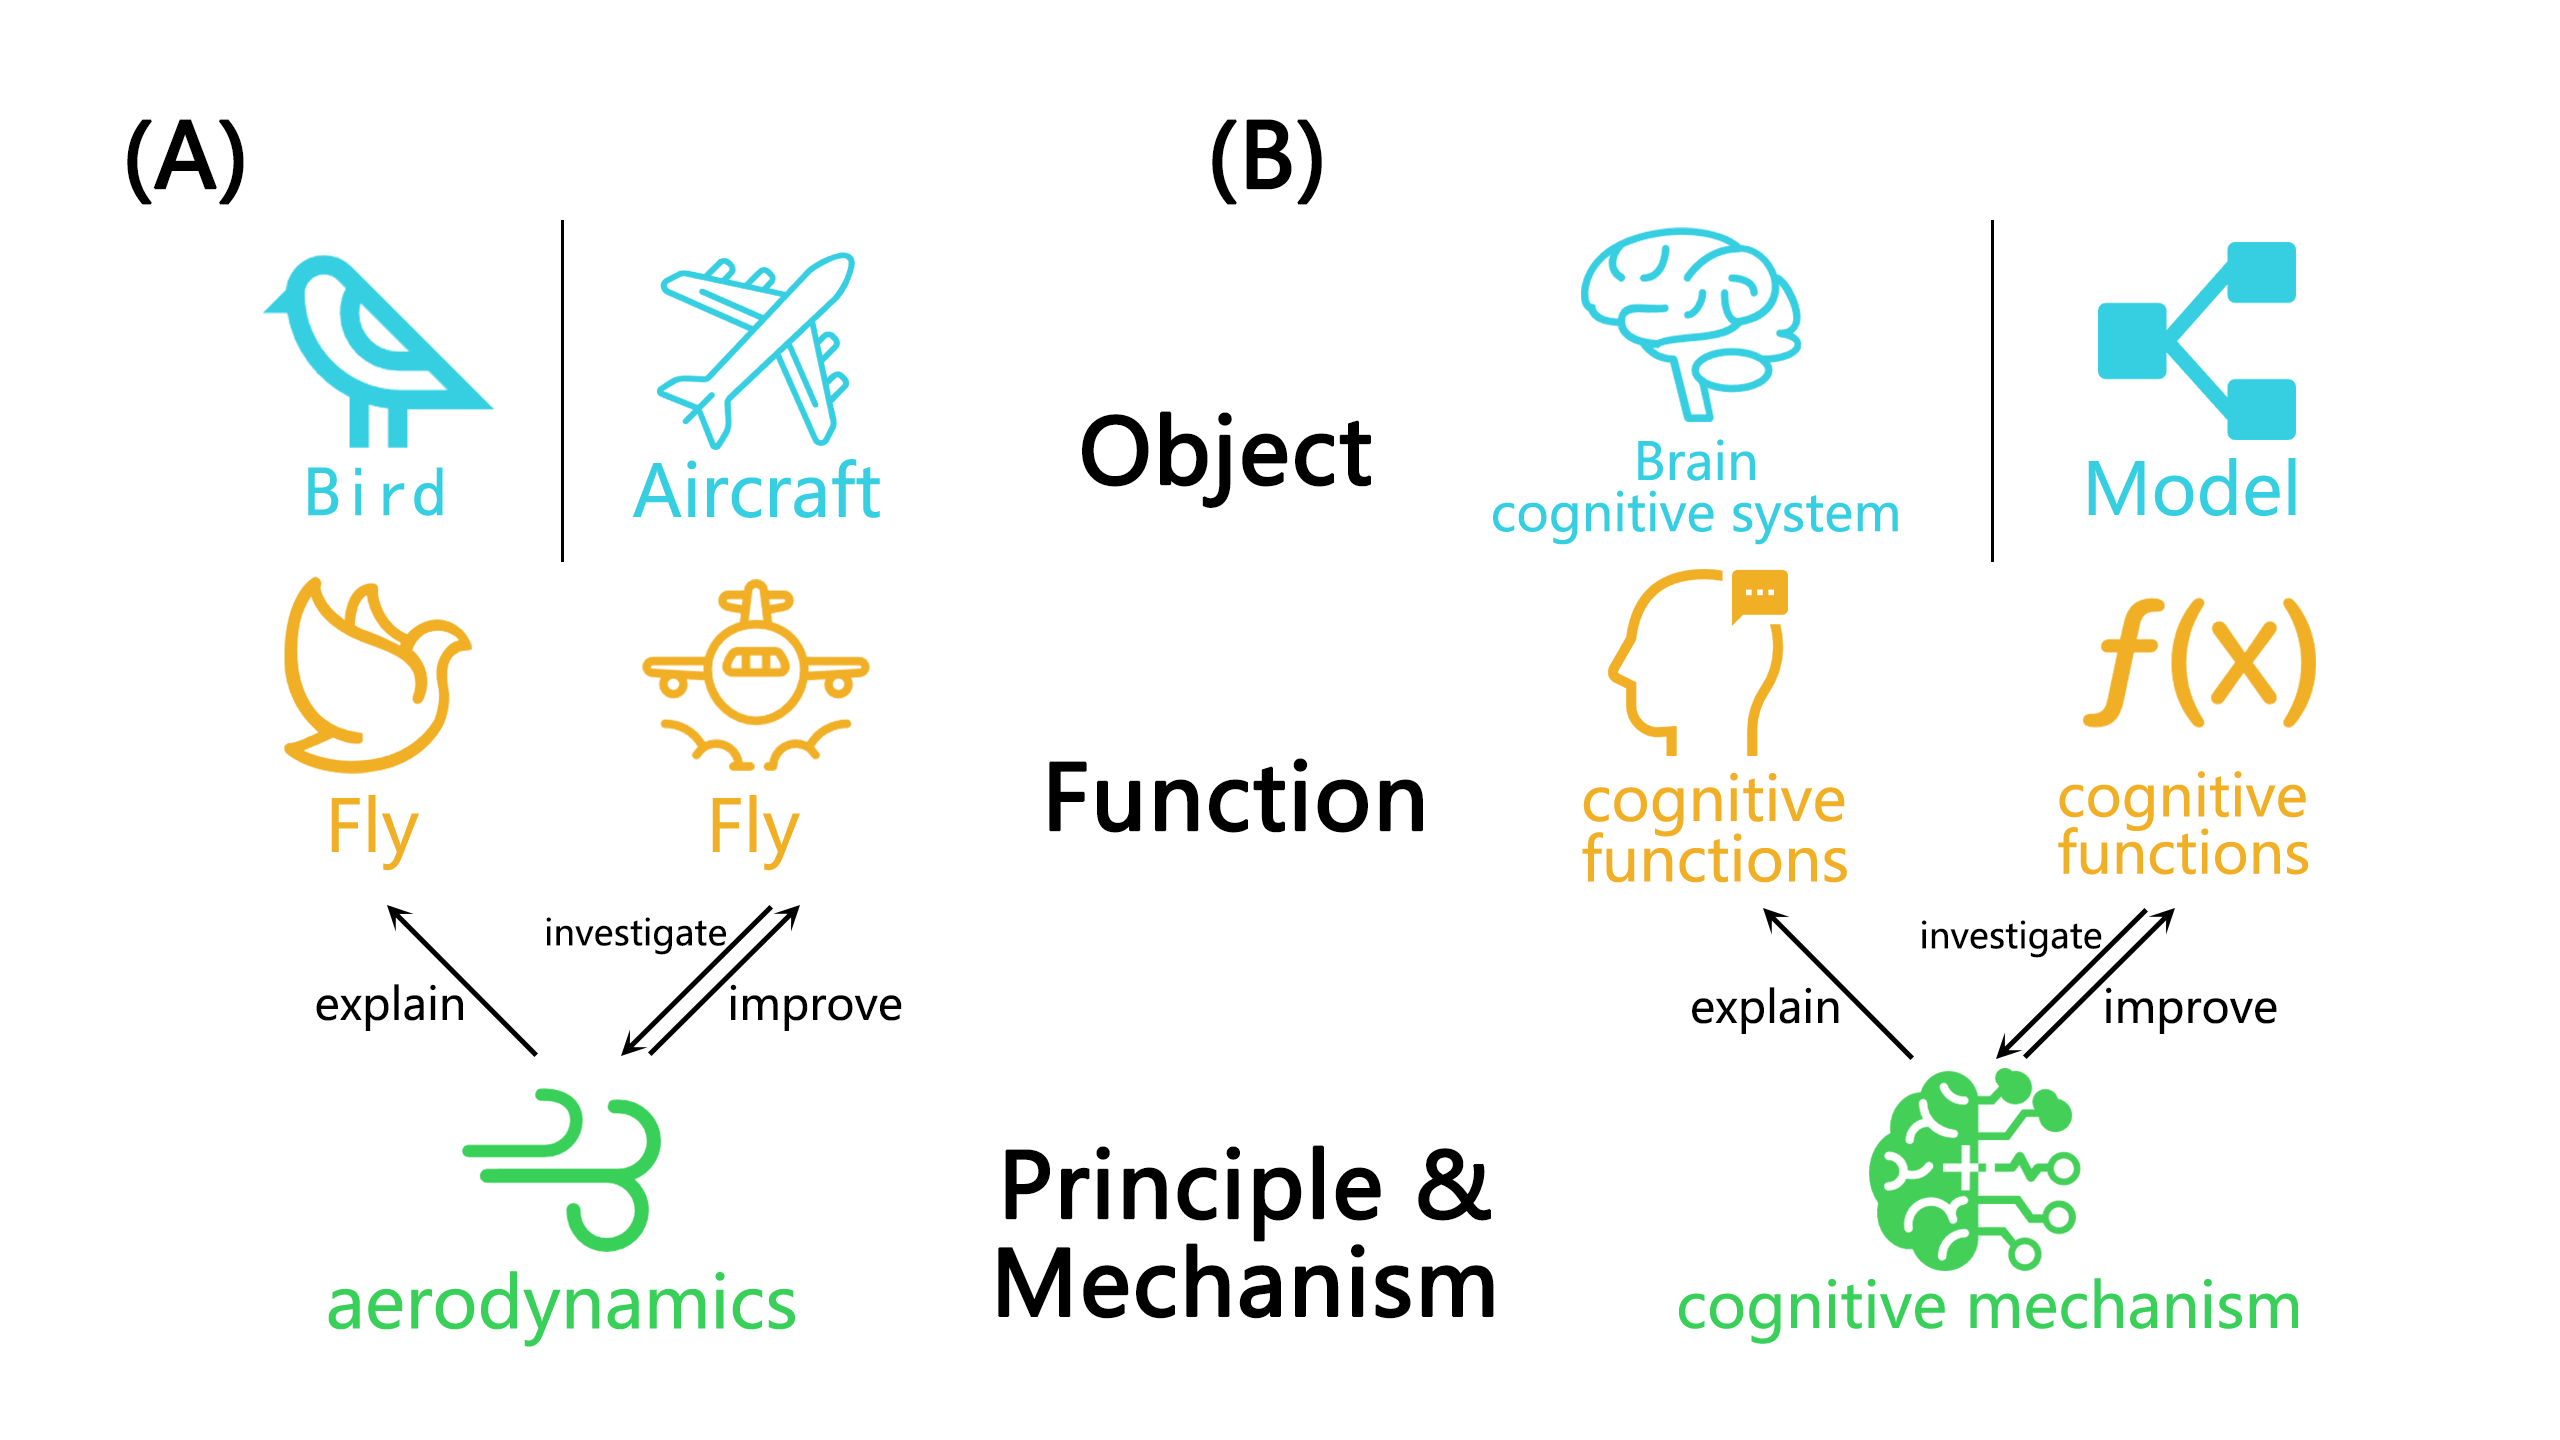 (A)
(B)
Bird
Aircraft
Object
Brain
cognitive system
Model
f(x)
Fly
Fly
Function
cognitive
functions
cognitive
functions
investigate
explain
improve
investigate
explain
improve
aerodynamics
Principle &
Mechanism
cognitive mechanism